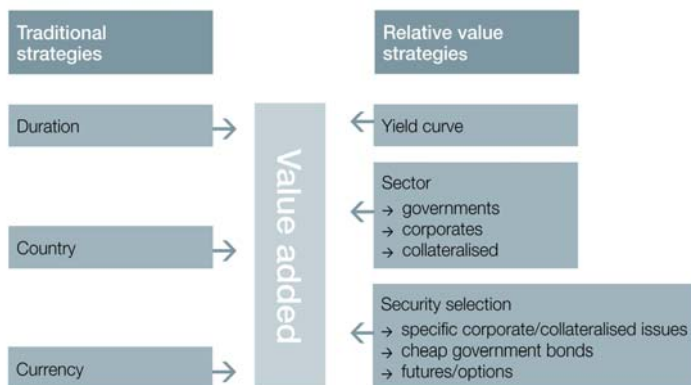 Traditional
strategies
Relative value
strategies
Duration
Country
Currency
Value added
Yield curve
Sector
→ governments
→ corporates
→ collateralised
Security selection
→ specific corporate/collateralised issues
→ cheap government bonds
→ futures/options